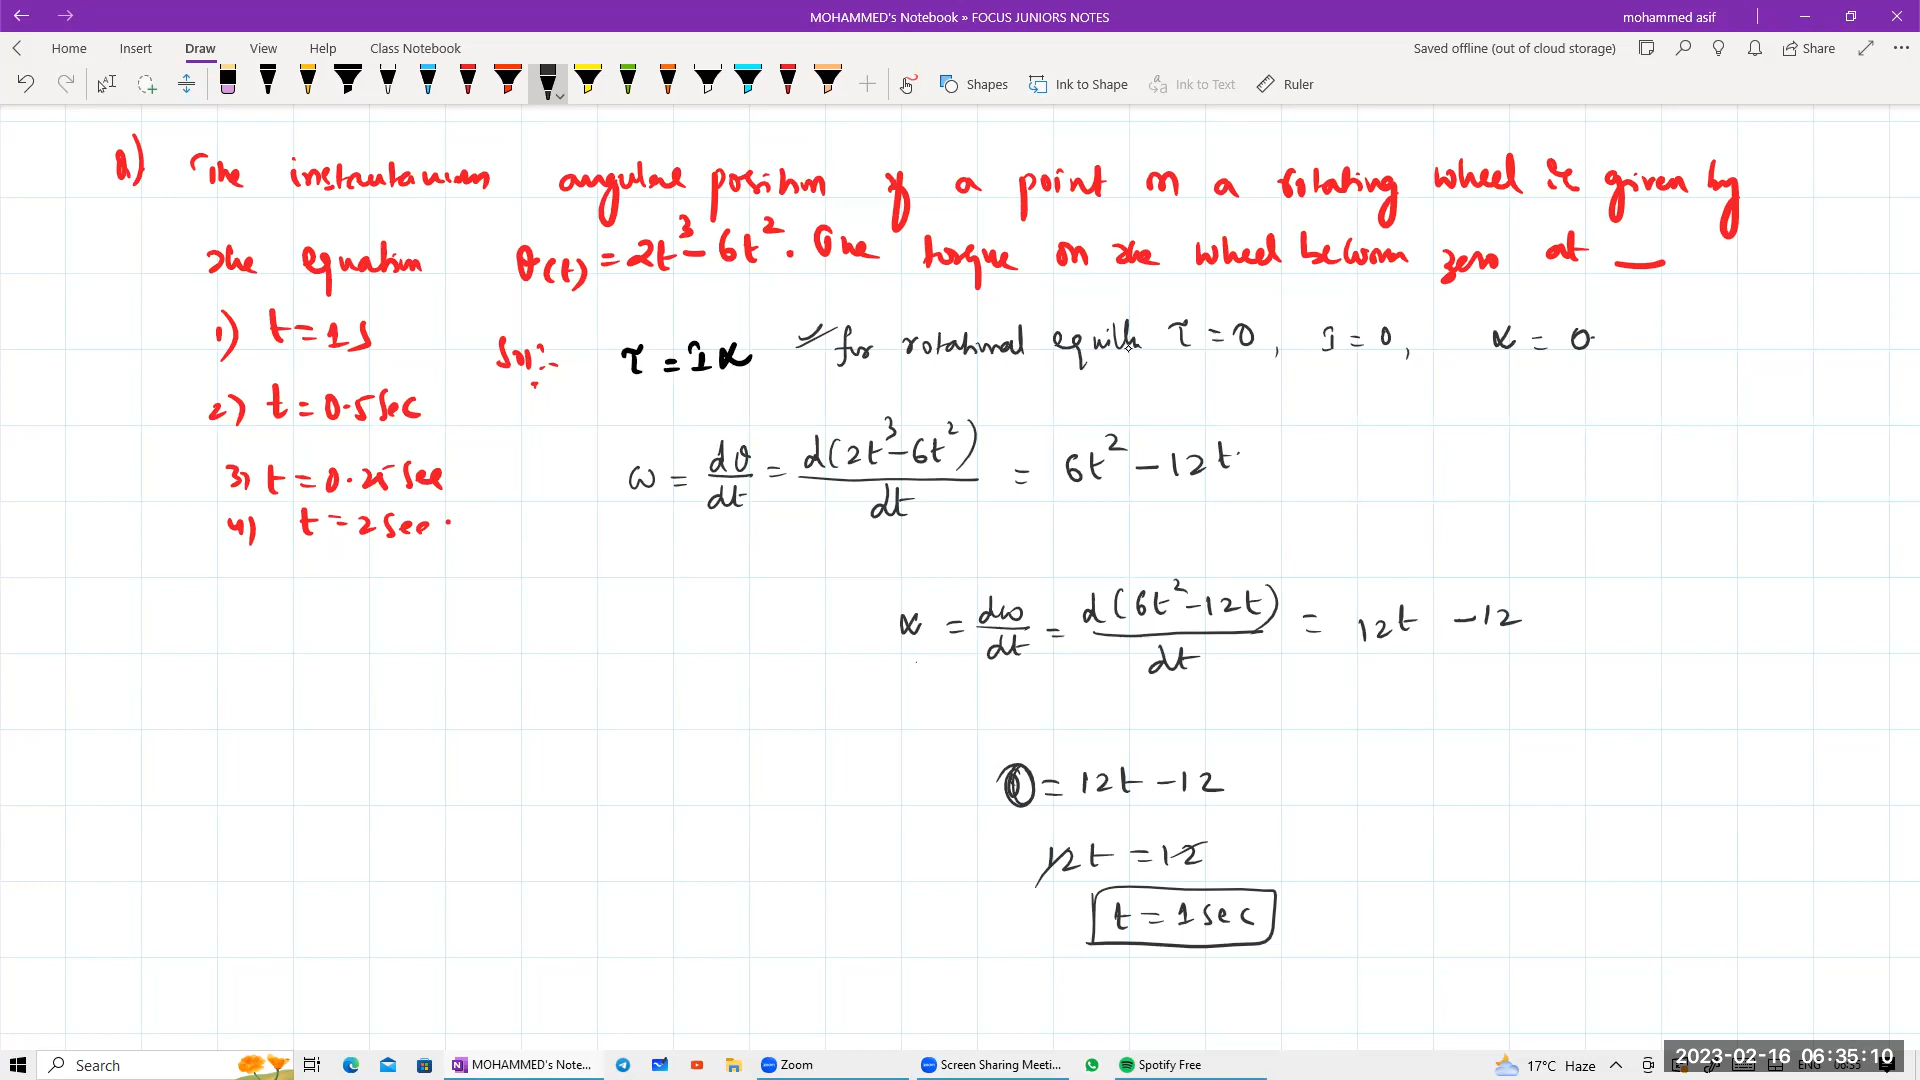 MOHAMMED's Notebook » FOCUS JUNIORS NOTES
mohammed asif
Home Insert Draw View Help Class Notebook
Saved offline (out of cloud storage)
Share
Shapes
Ink to Shape
Ink to Text
Ruler
Q) The instantaneous angular position of a point on a rotating wheel is given by
the equation θ(t) = 2t³ - 6t². The torque on the wheel becomes zero at __
1) t = 1s
Sol:- τ = Iα for rotational equilb τ = 0, I = 0, α = 0
2) t = 0.5 sec
3) t = 0.25 sec
4) t = 2 sec.
ω = dθ/dt = d(2t³ - 6t²)/dt = 6t² - 12t
α = dω/dt = d(6t² - 12t)/dt = 12t - 12
0 = 12t - 12
12t = 12
t = 1 sec
Search
MOHAMMED's Note...
Zoom
Screen Sharing Meeti...
Spotify Free
17°C Haze
2023-02-16 06:35:10